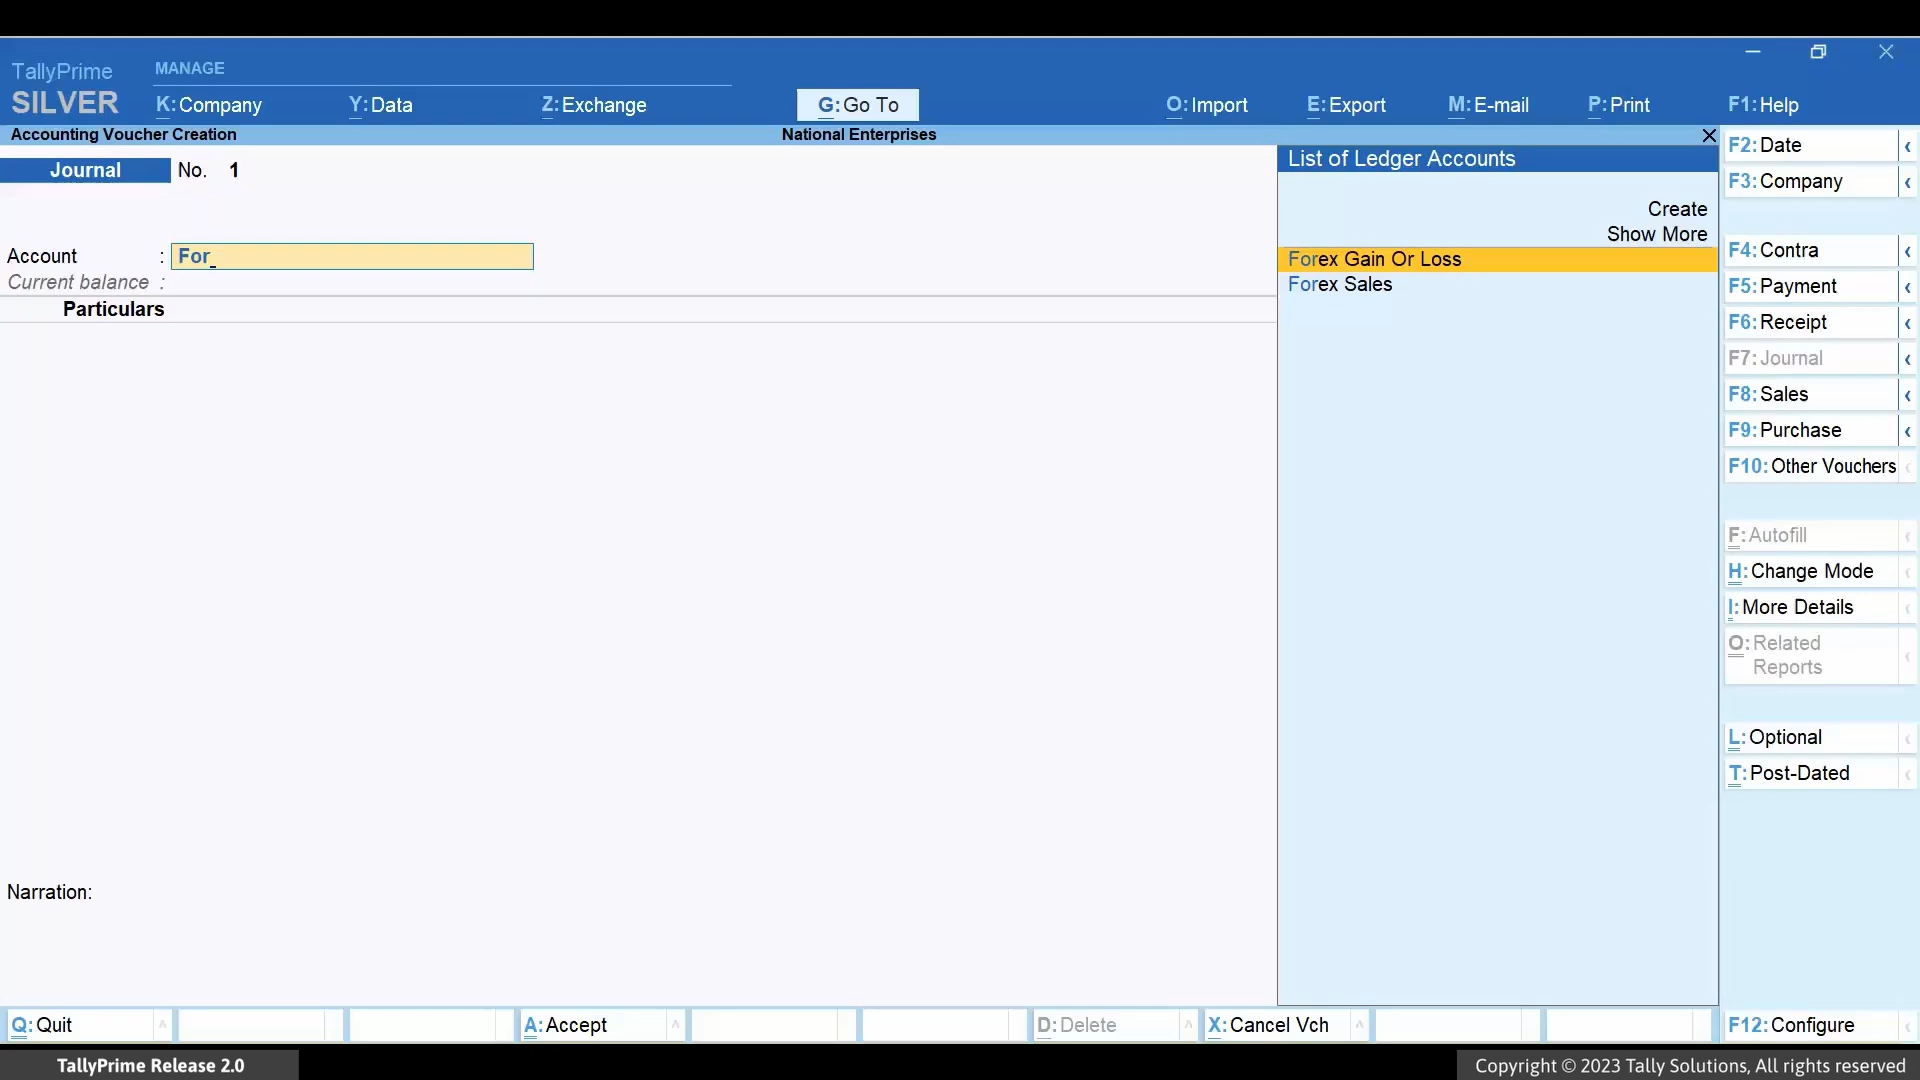 TallyPrime
SILVER
MANAGE
K: Company
Y: Data
Z: Exchange
G: Go To
O: Import
E: Export
M: E-mail
P: Print
F1: Help
Accounting Voucher Creation
National Enterprises
Journal No. 1
Account : For
Current balance :
Particulars
Narration:
List of Ledger Accounts
Create
Show More
Forex Gain Or Loss
Forex Sales
F2: Date
F3: Company
F4: Contra
F5: Payment
F6: Receipt
F7: Journal
F8: Sales
F9: Purchase
F10: Other Vouchers
F: Autofill
H: Change Mode
I: More Details
O: Related
Reports
L: Optional
T: Post-Dated
Q: Quit
A: Accept
D: Delete
X: Cancel Vch
F12: Configure
TallyPrime Release 2.0
Copyright © 2023 Tally Solutions, All rights reserved